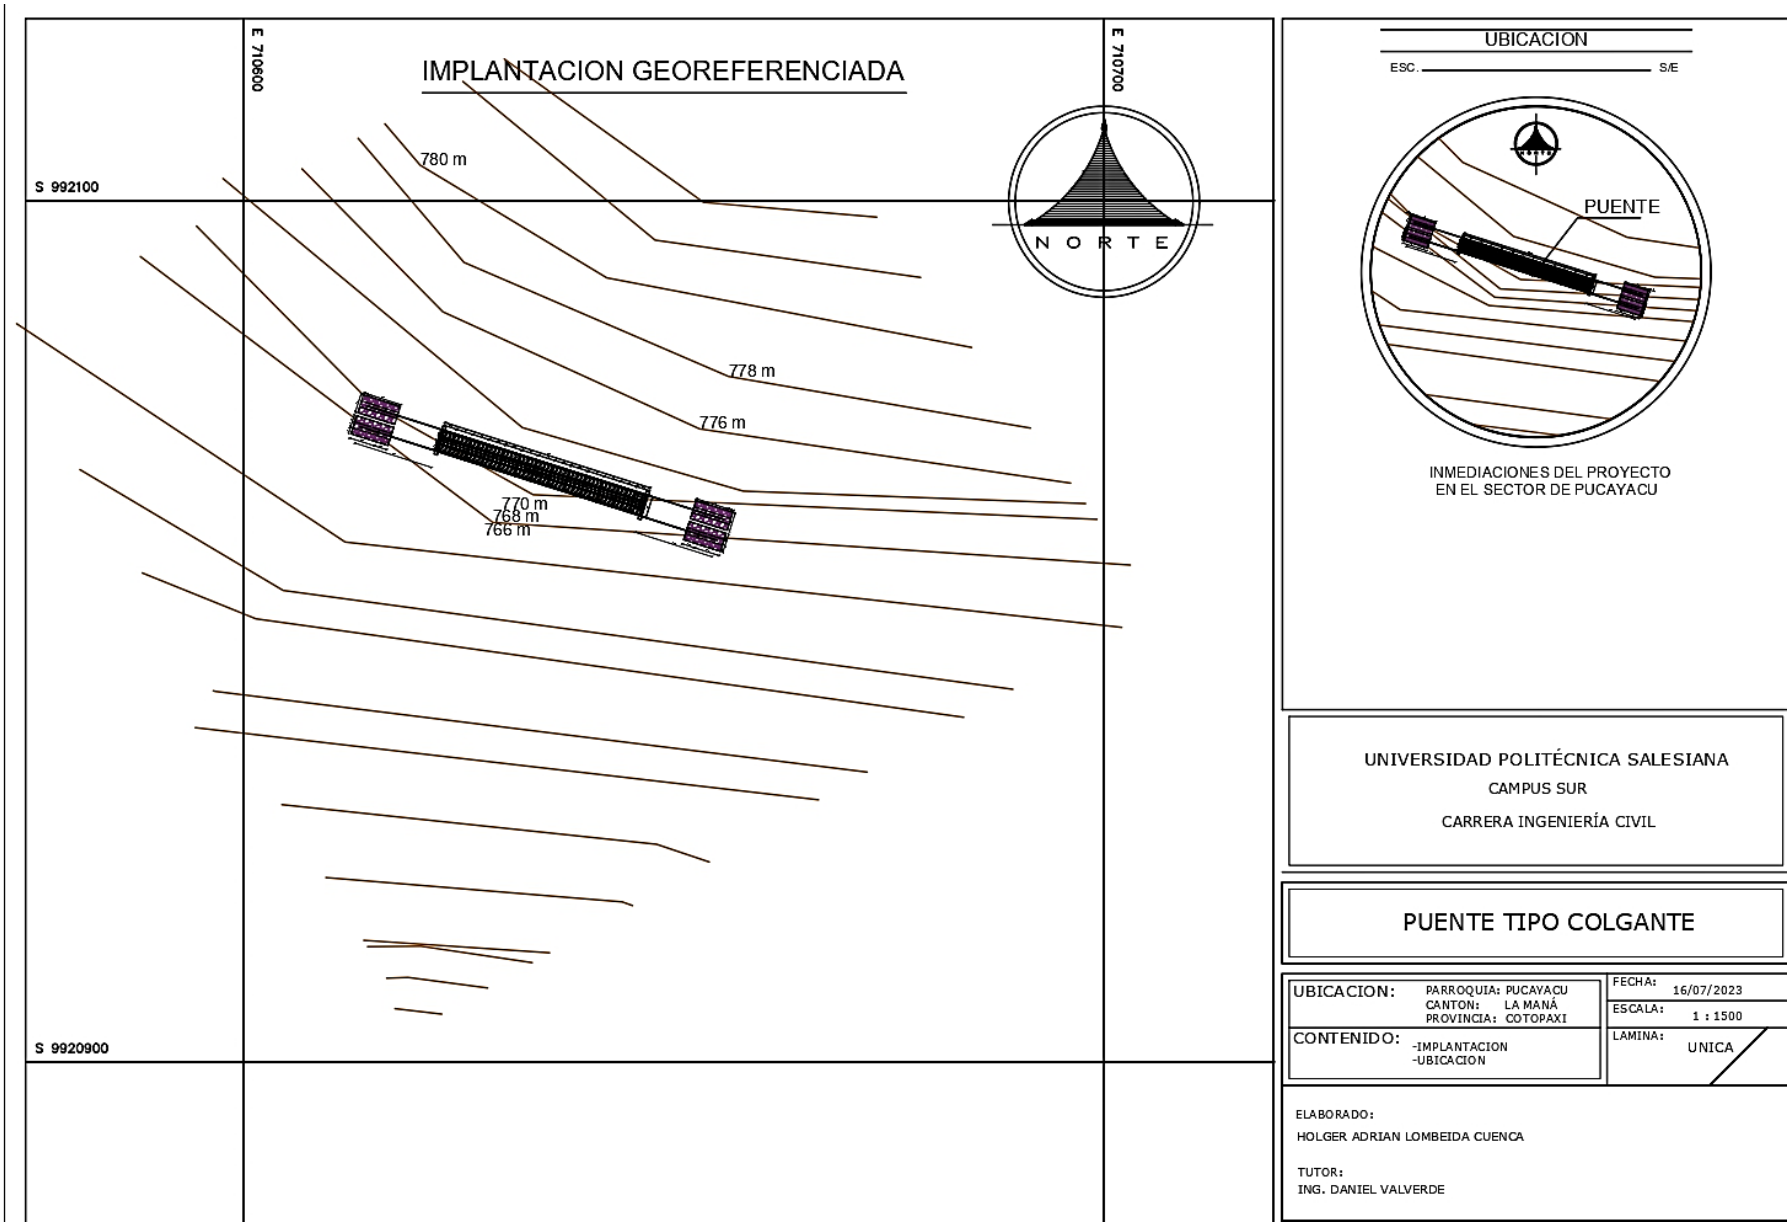 IMPLANTACION GEOREFERENCIADA
E 710600
E 710700
S 992100
780 m
778 m
776 m
770 m
768 m
766 m
NORTE
S 9920900
UBICACION
ESC. S/E
NORTE
PUENTE
INMEDIACIONES DEL PROYECTO
EN EL SECTOR DE PUCAYACU
UNIVERSIDAD POLITÉCNICA SALESIANA
CAMPUS SUR
CARRERA INGENIERÍA CIVIL
PUENTE TIPO COLGANTE
UBICACION: PARROQUIA: PUCAYACU
CANTON: LA MANÁ
PROVINCIA: COTOPAXI
FECHA: 16/07/2023
ESCALA: 1 : 1500
CONTENIDO: -IMPLANTACION
-UBICACION
LAMINA: UNICA
ELABORADO:
HOLGER ADRIAN LOMBEIDA CUENCA
TUTOR:
ING. DANIEL VALVERDE